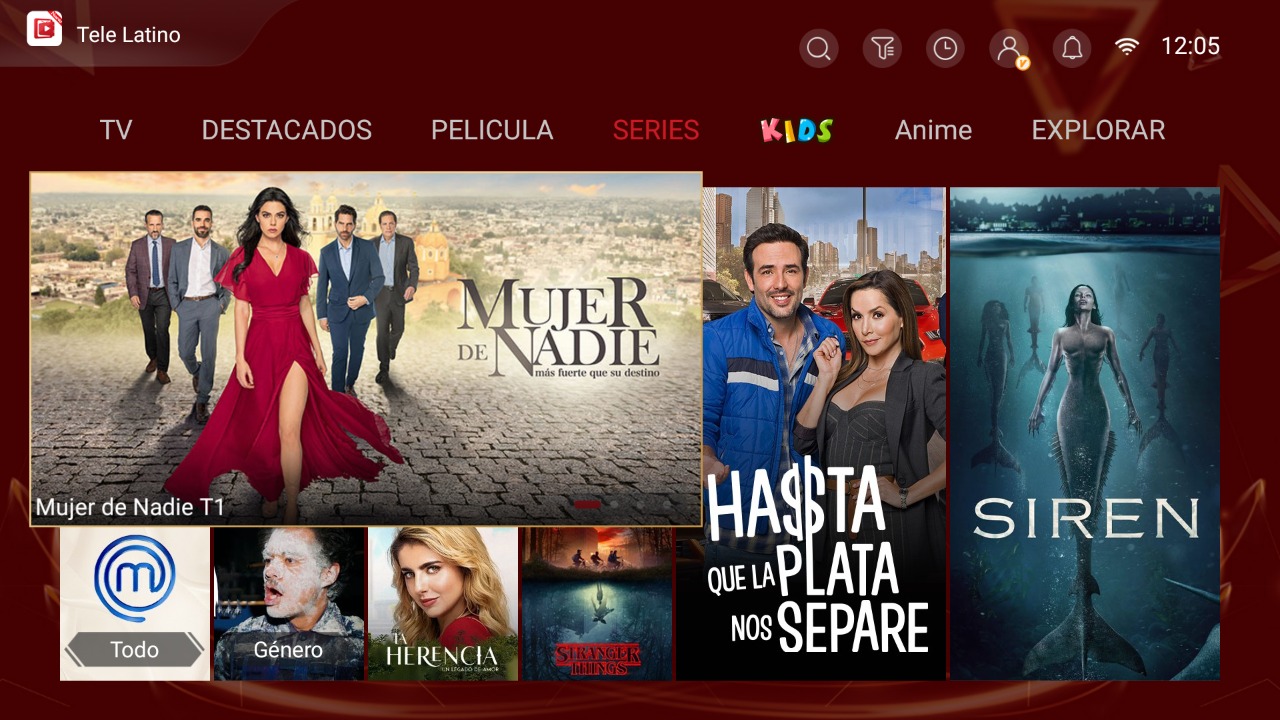 Tele Latino
12:05
TV
DESTACADOS
PELICULA
SERIES
KIDS
Anime
EXPLORAR
MUJER
DE NADIE
más fuerte que su destino
Mujer de Nadie T1
HA$TA
QUE LA PLATA
NOS SEPARE
SIREN
m
Todo
Género
LA
HERENCIA
UN LEGADO DE AMOR
STRANGER
THINGS